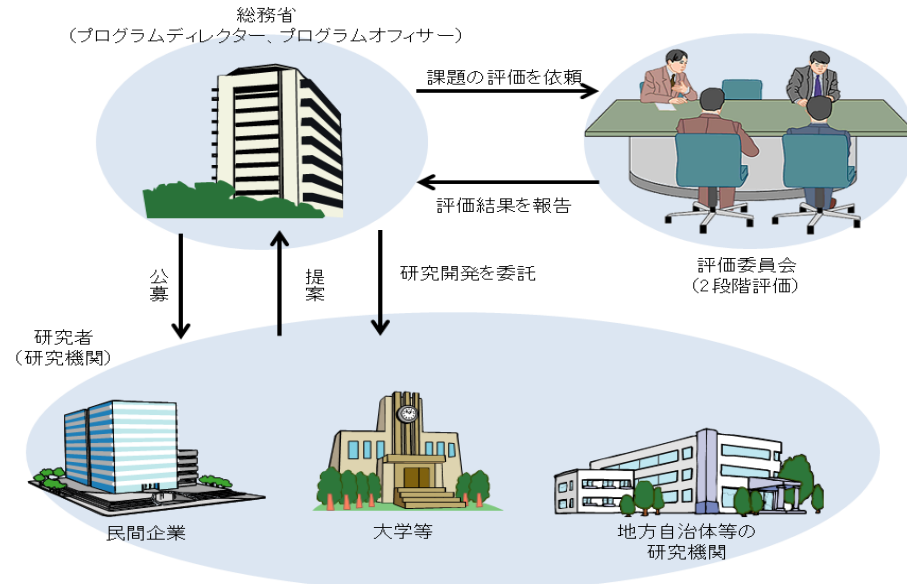 総務省
（プログラムディレクター、プログラムオフィサー）
課題の評価を依頼
評価結果を報告
評価委員会
（２段階評価）
公募
提案
研究開発を委託
研究者
（研究機関）
民間企業
大学等
地方自治体等の
研究機関